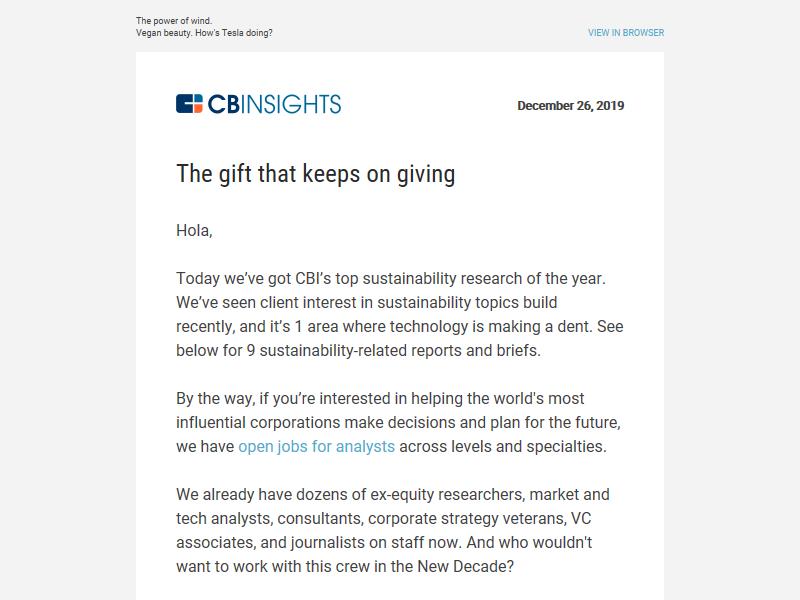 The power of wind.
Vegan beauty. How's Tesla doing?
VIEW IN BROWSER
CBINSIGHTS
December 26, 2019
The gift that keeps on giving
Hola,
Today we’ve got CBI’s top sustainability research of the year.
We’ve seen client interest in sustainability topics build
recently, and it’s 1 area where technology is making a dent. See
below for 9 sustainability-related reports and briefs.
By the way, if you’re interested in helping the world's most
influential corporations make decisions and plan for the future,
we have open jobs for analysts across levels and specialties.
We already have dozens of ex-equity researchers, market and
tech analysts, consultants, corporate strategy veterans, VC
associates, and journalists on staff now. And who wouldn't
want to work with this crew in the New Decade?